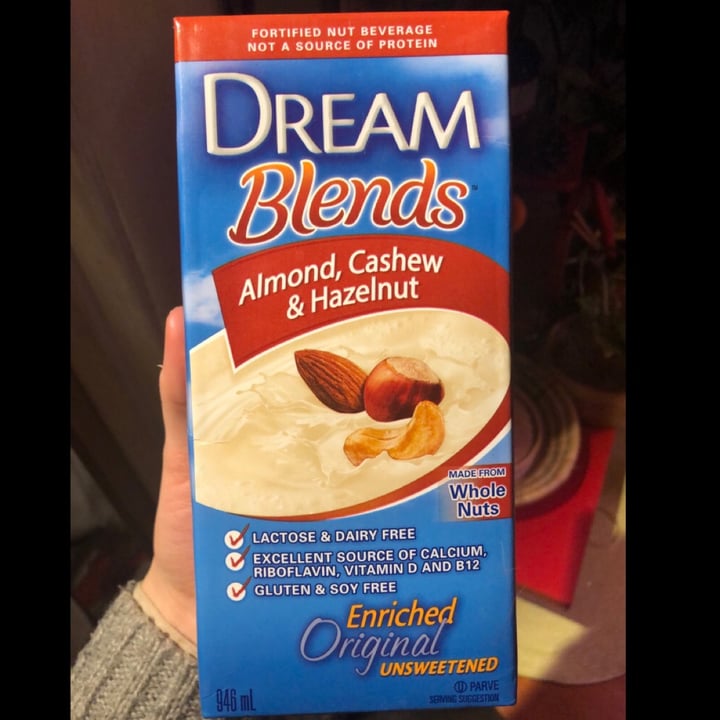 FORTIFIED NUT BEVERAGE
NOT A SOURCE OF PROTEIN
DREAM
Blends™
Almond, Cashew
& Hazelnut
MADE FROM
Whole
Nuts
LACTOSE & DAIRY FREE
EXCELLENT SOURCE OF CALCIUM,
RIBOFLAVIN, VITAMIN D AND B12
GLUTEN & SOY FREE
Enriched
Original
UNSWEETENED
946 mL
Ⓤ PARVE
SERVING SUGGESTION